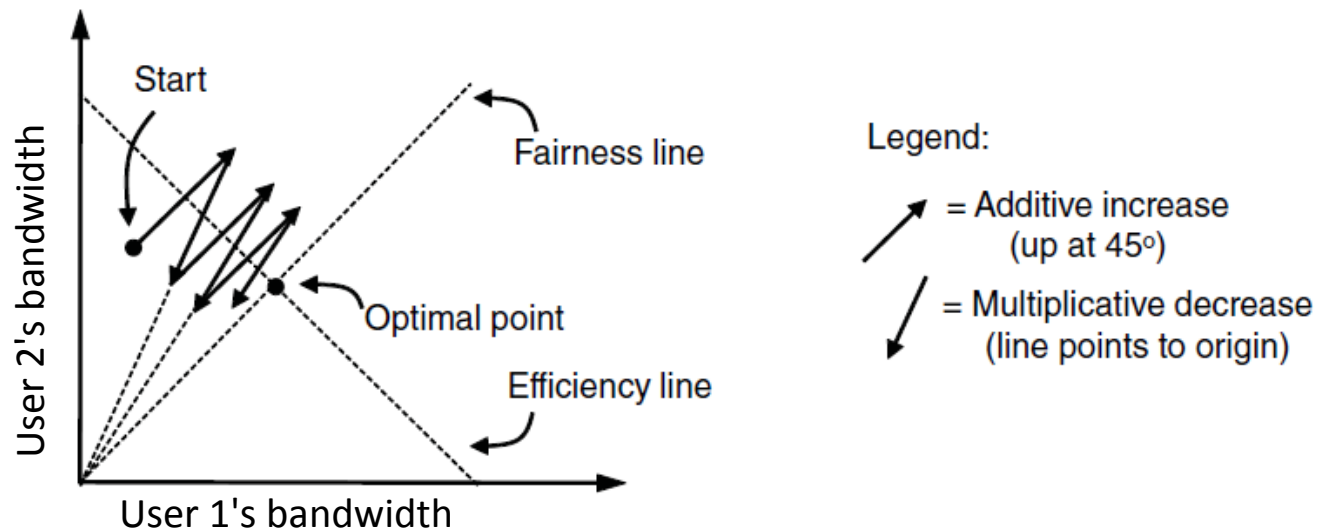 Start
User 2's bandwidth
Fairness line
Optimal point
Efficiency line
User 1's bandwidth
Legend:
= Additive increase
(up at 45º)
= Multiplicative decrease
(line points to origin)